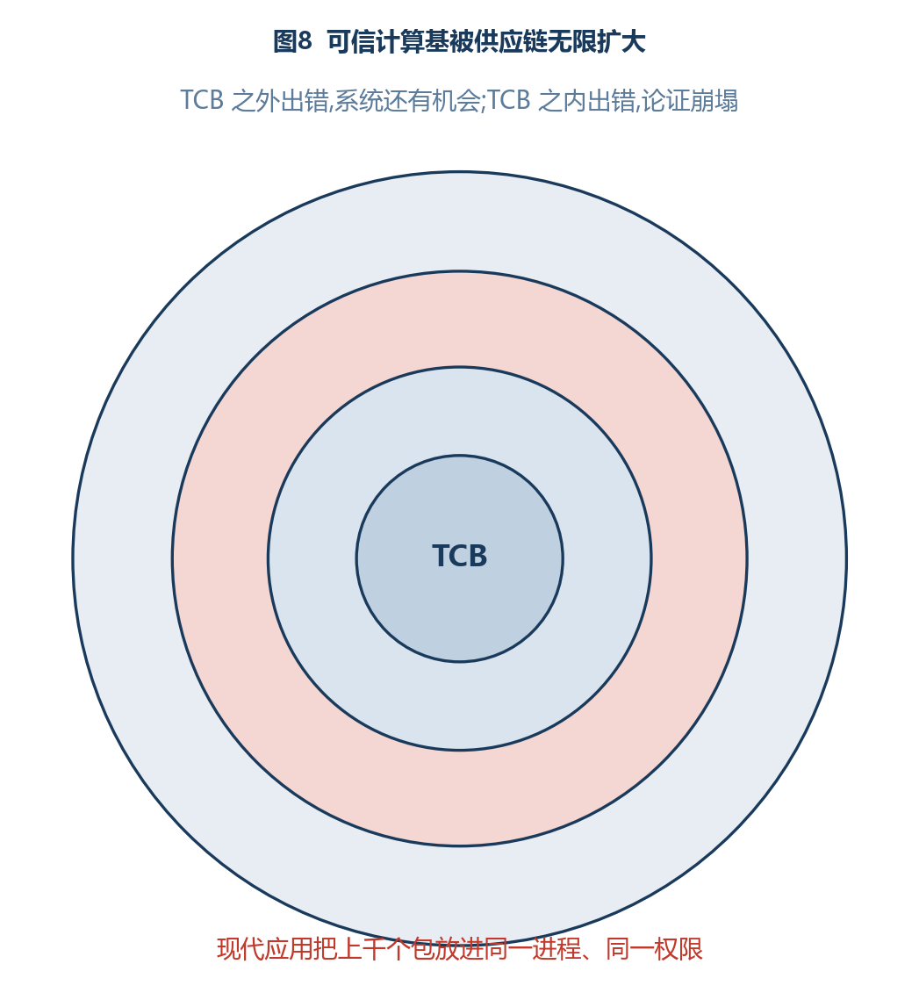 图8 可信计算基被供应链无限扩大
TCB 之外出错,系统还有机会;TCB 之内出错,论证崩塌
TCB
现代应用把上千个包放进同一进程、同一权限